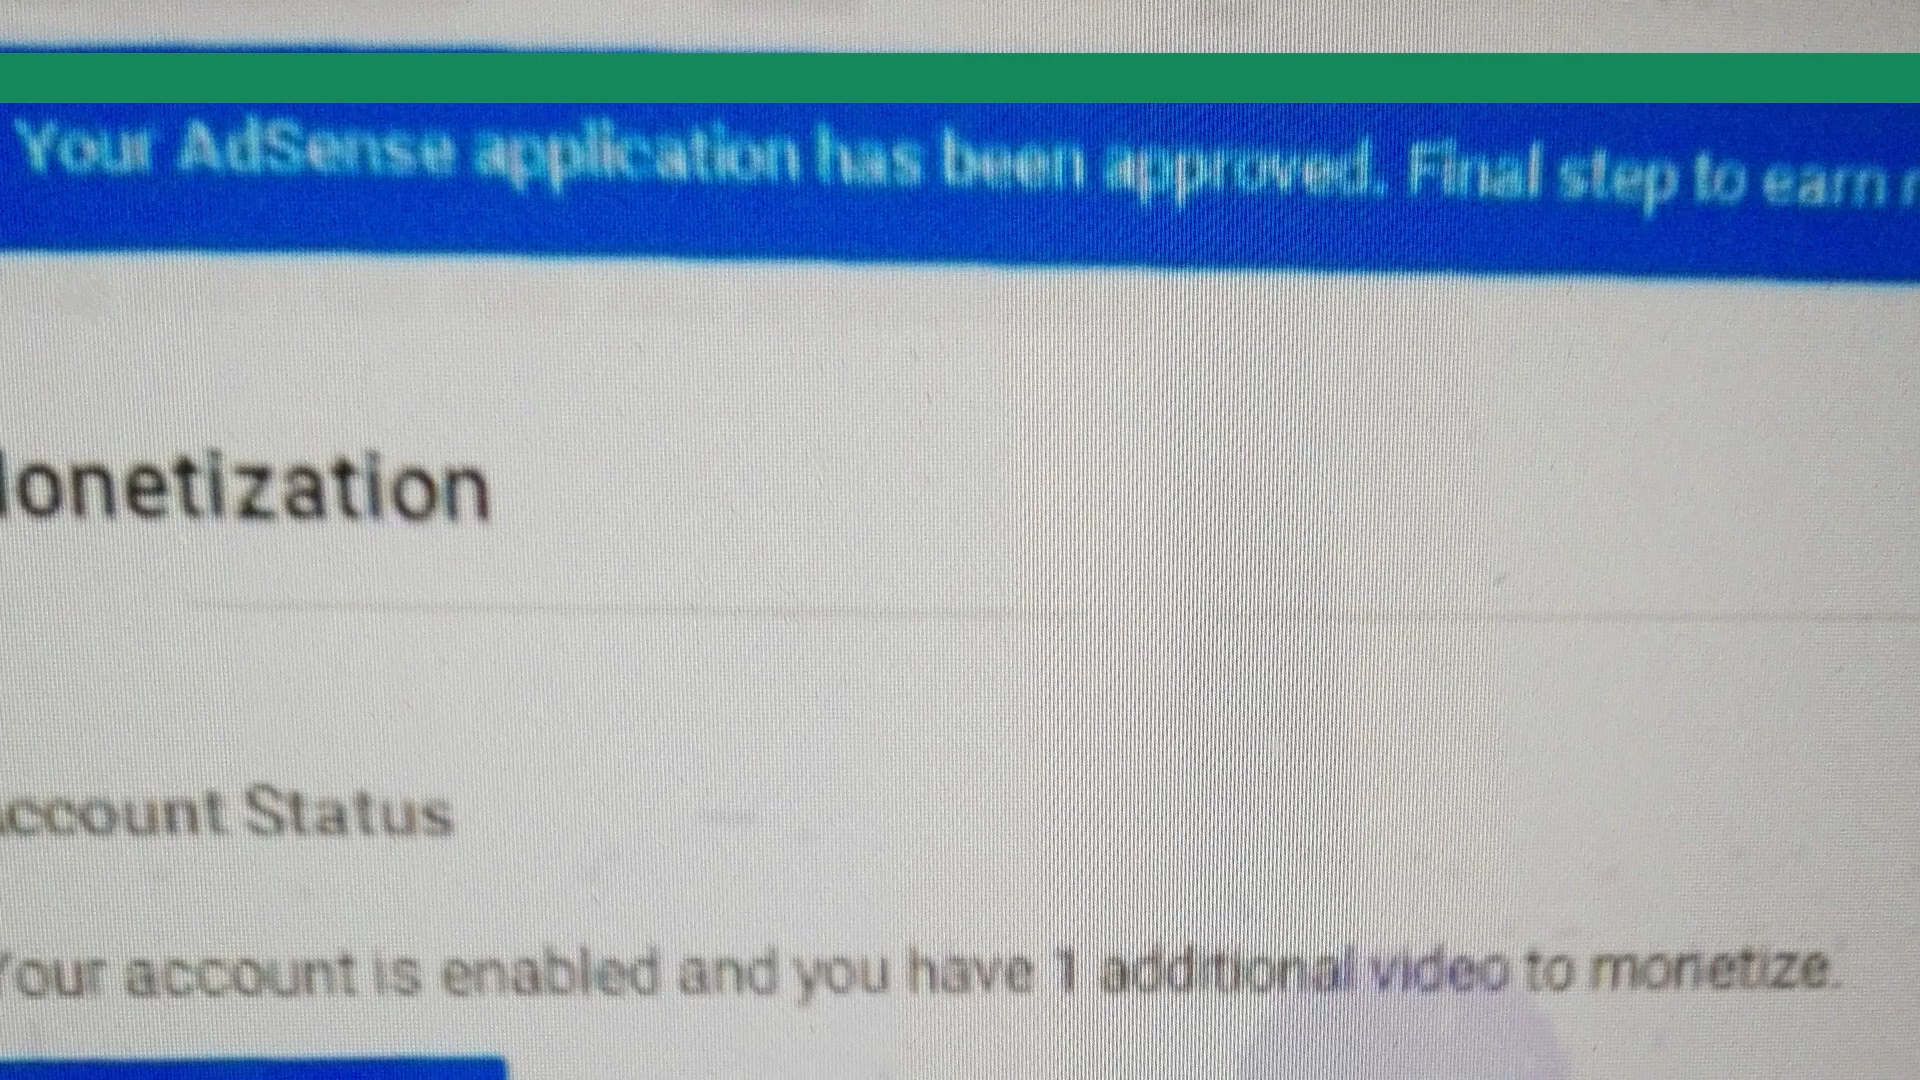 Your AdSense application has been approved. Final step to earn
onetization
ccount Status
our account is enabled and you have 1 additional video to monetize.